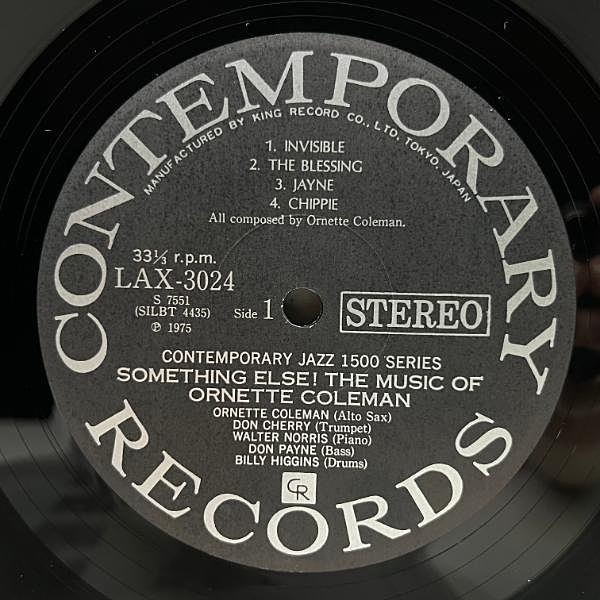 CONTEMPORARY
MANUFACTURED BY KING RECORD CO., LTD. TOKYO, JAPAN
1. INVISIBLE
2. THE BLESSING
3. JAYNE
4. CHIPPIE
All composed by Ornette Coleman.
33⅓ r.p.m.
LAX-3024
S 7551
(SILBT 4435)
Side 1
℗ 1975
STEREO
CONTEMPORARY JAZZ 1500 SERIES
SOMETHING ELSE! THE MUSIC OF
ORNETTE COLEMAN
ORNETTE COLEMAN (Alto Sax)
DON CHERRY (Trumpet)
WALTER NORRIS (Piano)
DON PAYNE (Bass)
BILLY HIGGINS (Drums)
CR
RECORDS